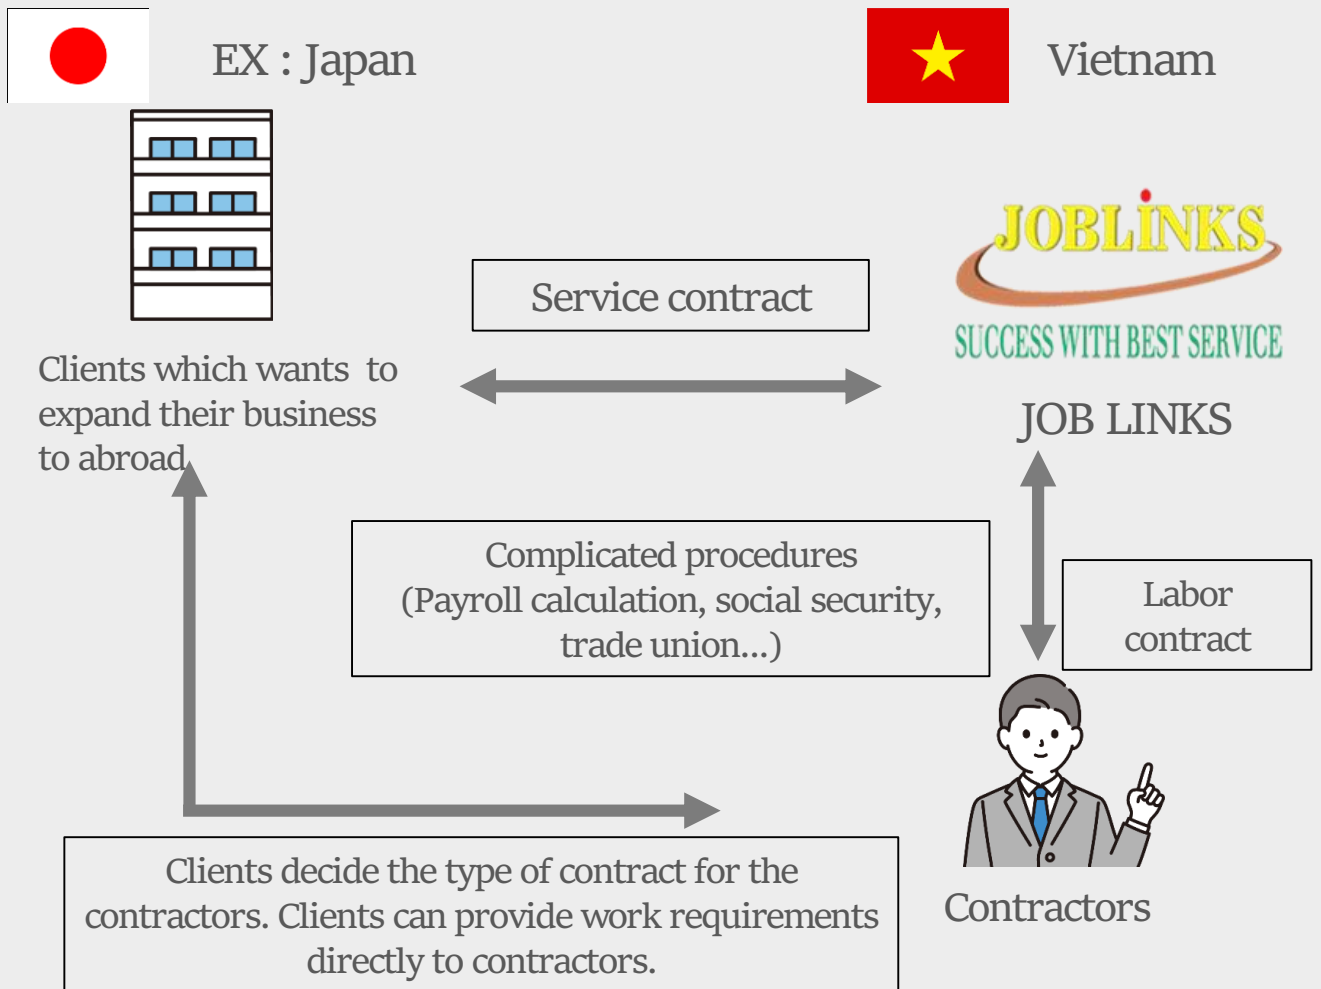 EX : Japan
Vietnam
JOBLiNKS
SUCCESS WITH BEST SERVICE
Service contract
Clients which wants  to
expand their business
to abroad
JOB LINKS
Complicated procedures
(Payroll calculation, social security,
trade union...)
Labor
contract
Clients decide the type of contract for the
contractors. Clients can provide work requirements
directly to contractors.
Contractors